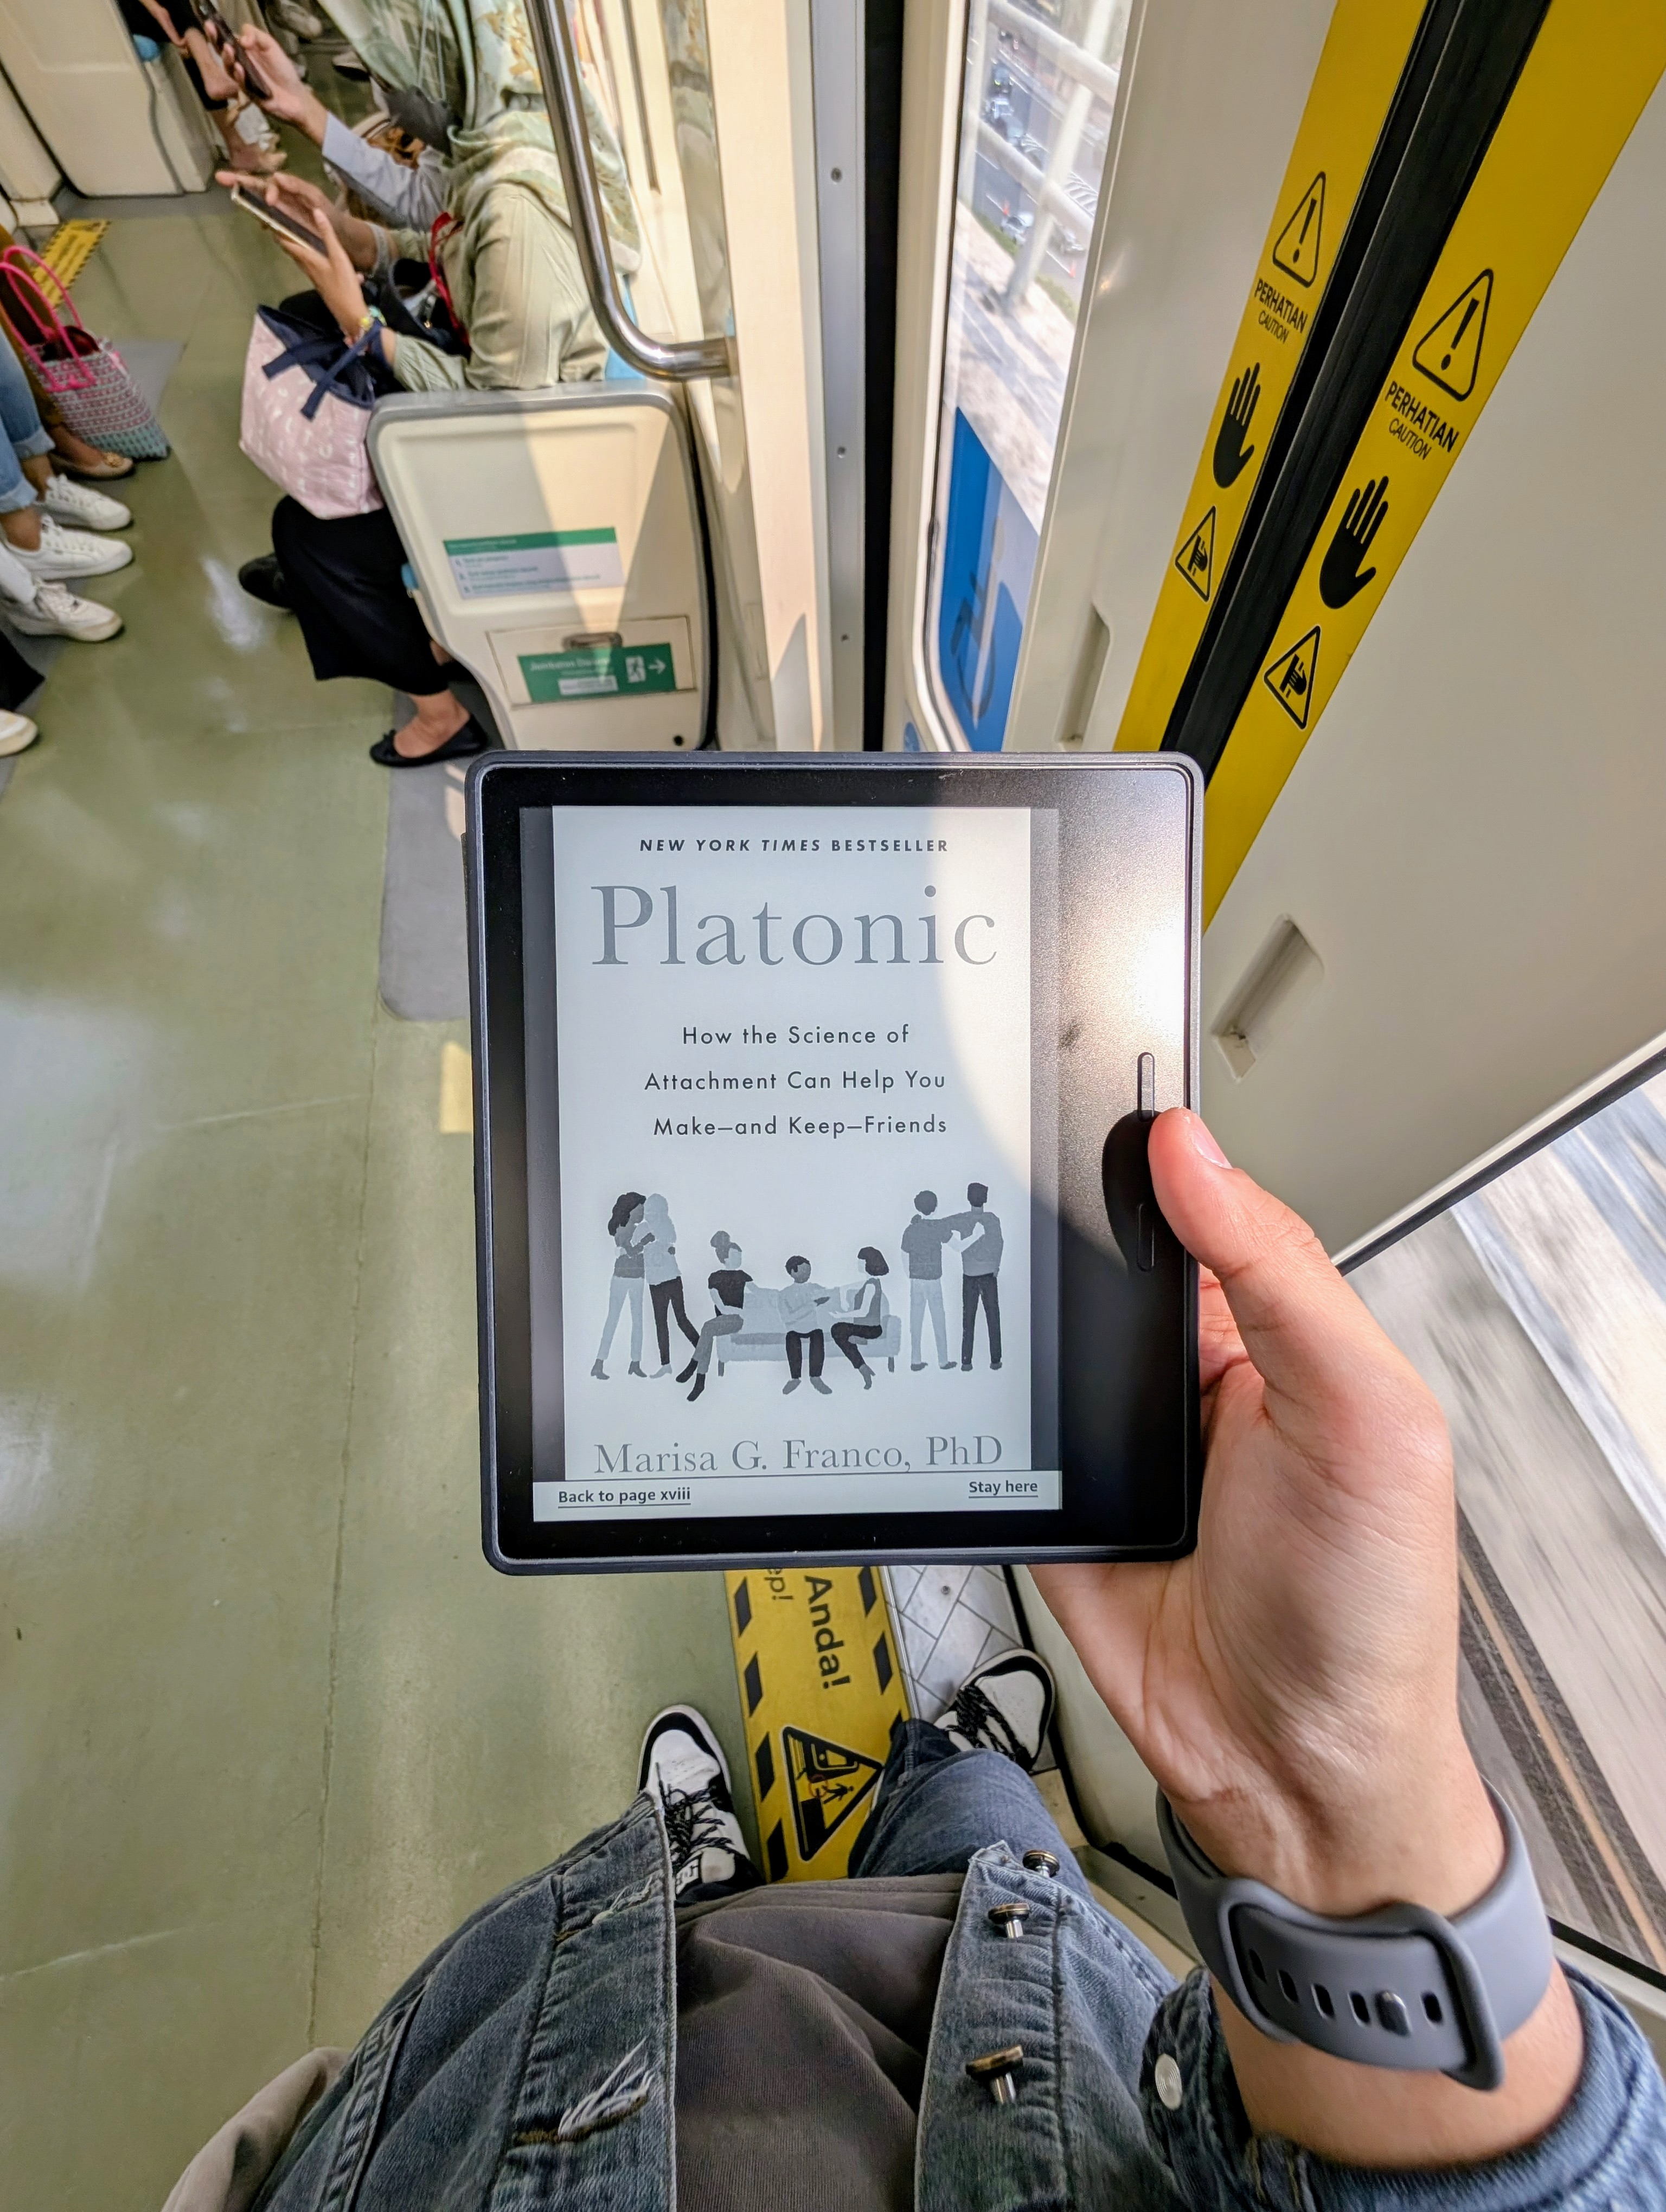 PERHATIAN
CAUTION
PERHATIAN
CAUTION
NEW YORK TIMES BESTSELLER
Platonic
How the Science of
Attachment Can Help You
Make—and Keep—Friends
Marisa G. Franco, PhD
Back to page xviii
Stay here
Anda!
ep!